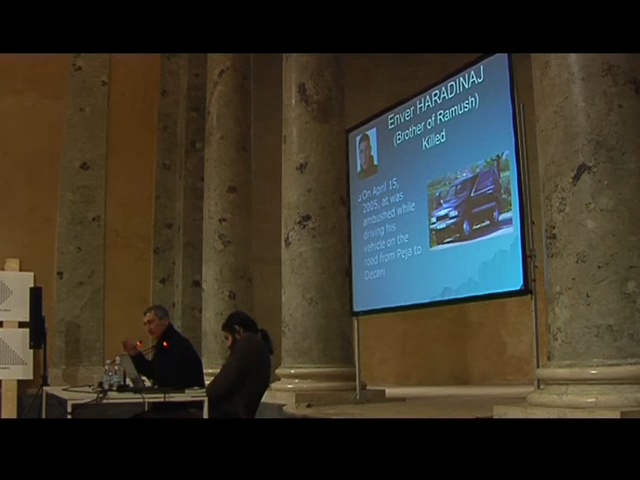 Enver HARADINAJ
(Brother of Ramush)
Killed
On April 15,
2005, at was
ambushed while
driving his
vehicle on the
road from Peja to
Decani